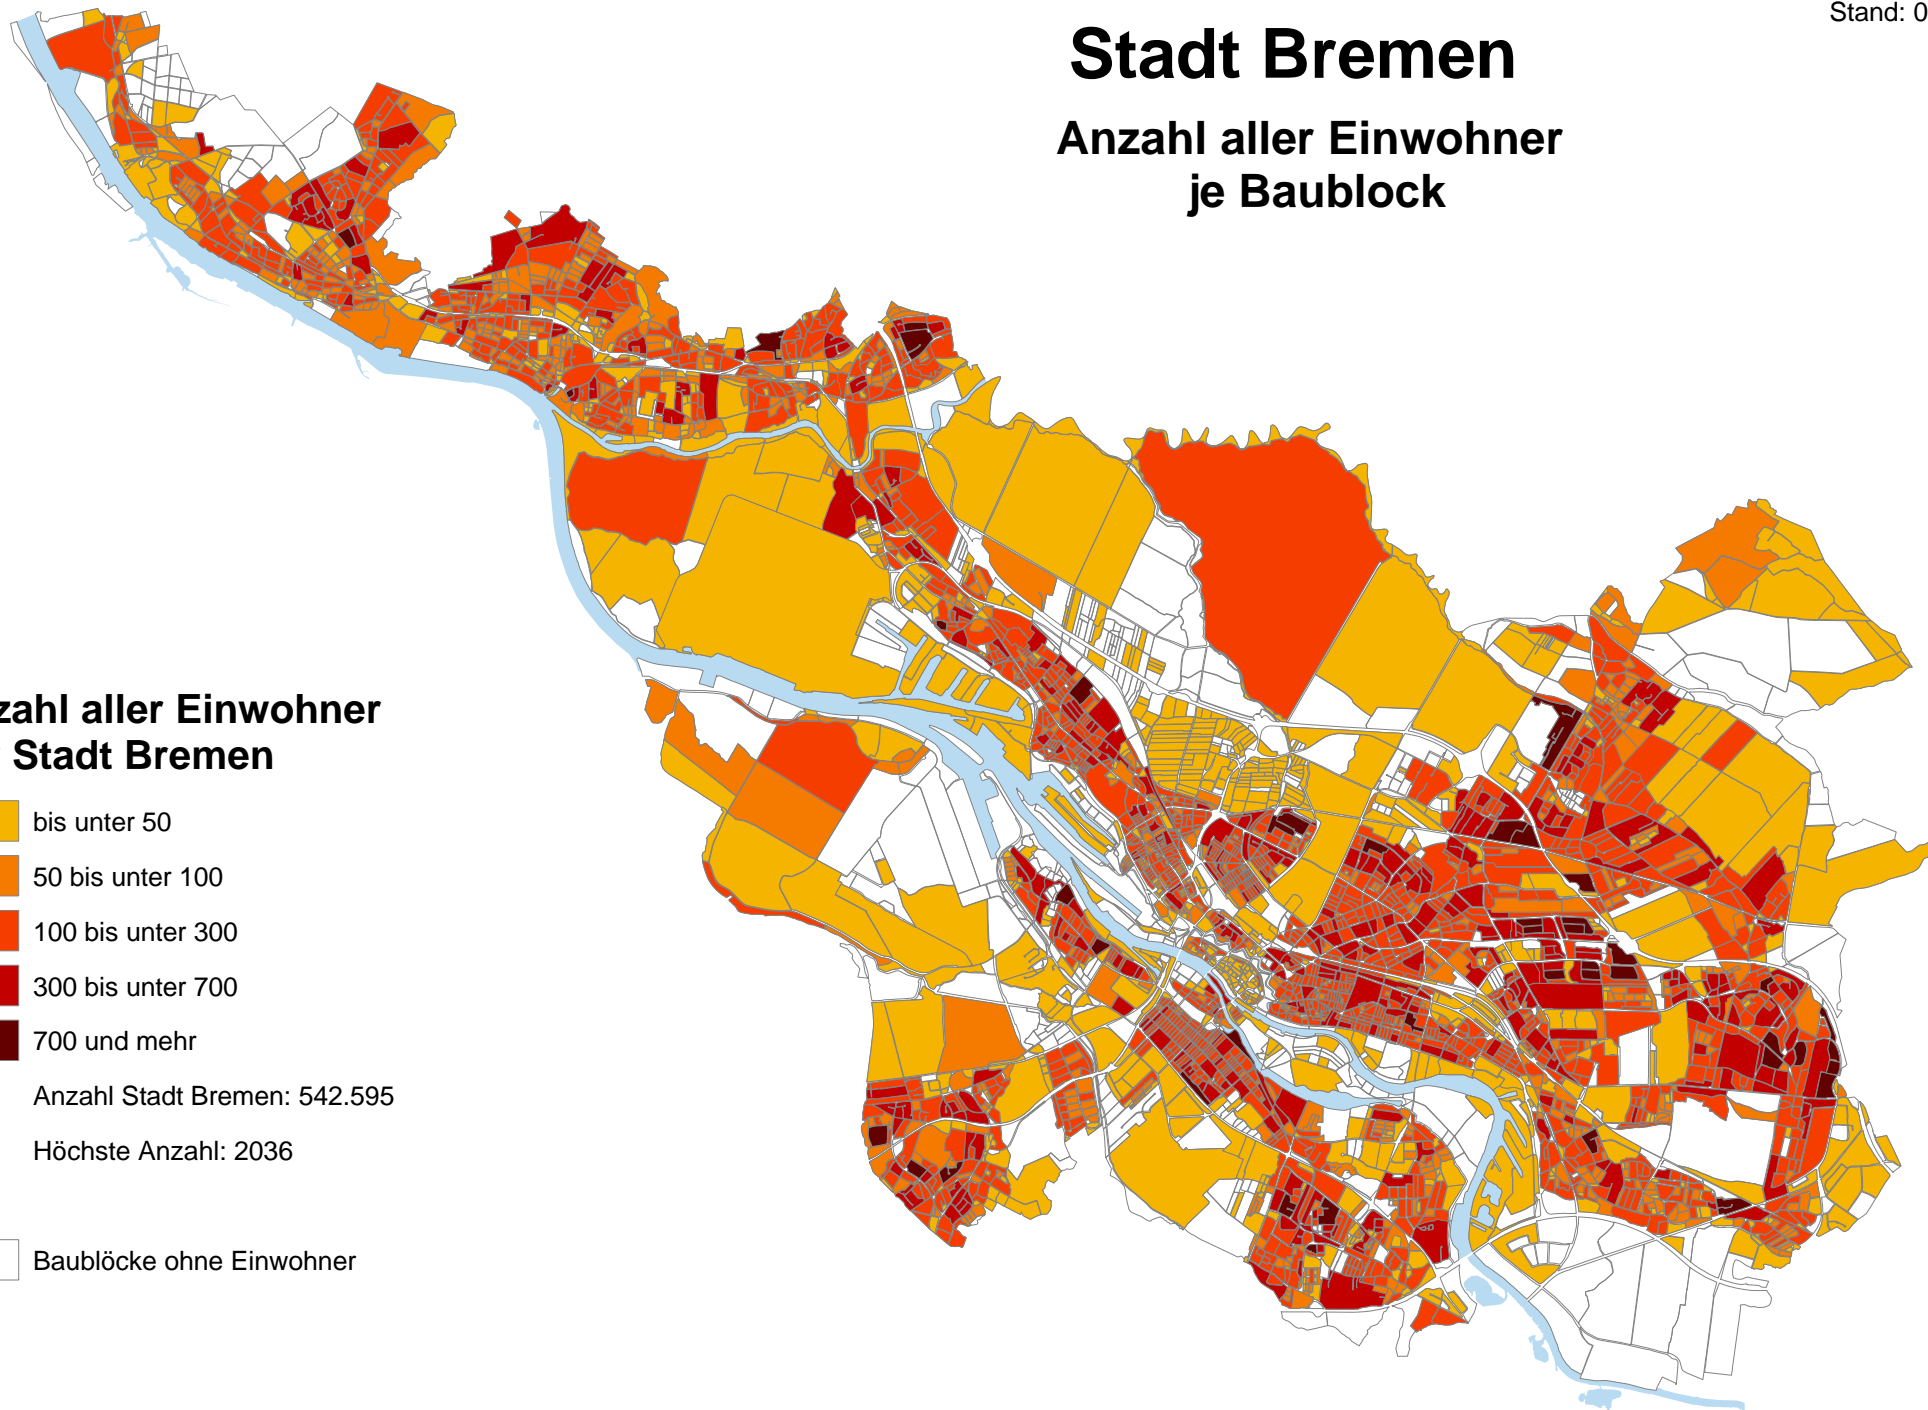 Stand: 0
Stadt Bremen
Anzahl aller Einwohner
je Baublock
zahl aller Einwohner
Stadt Bremen
bis unter 50
50 bis unter 100
100 bis unter 300
300 bis unter 700
700 und mehr
Anzahl Stadt Bremen: 542.595
Höchste Anzahl: 2036
Baublöcke ohne Einwohner